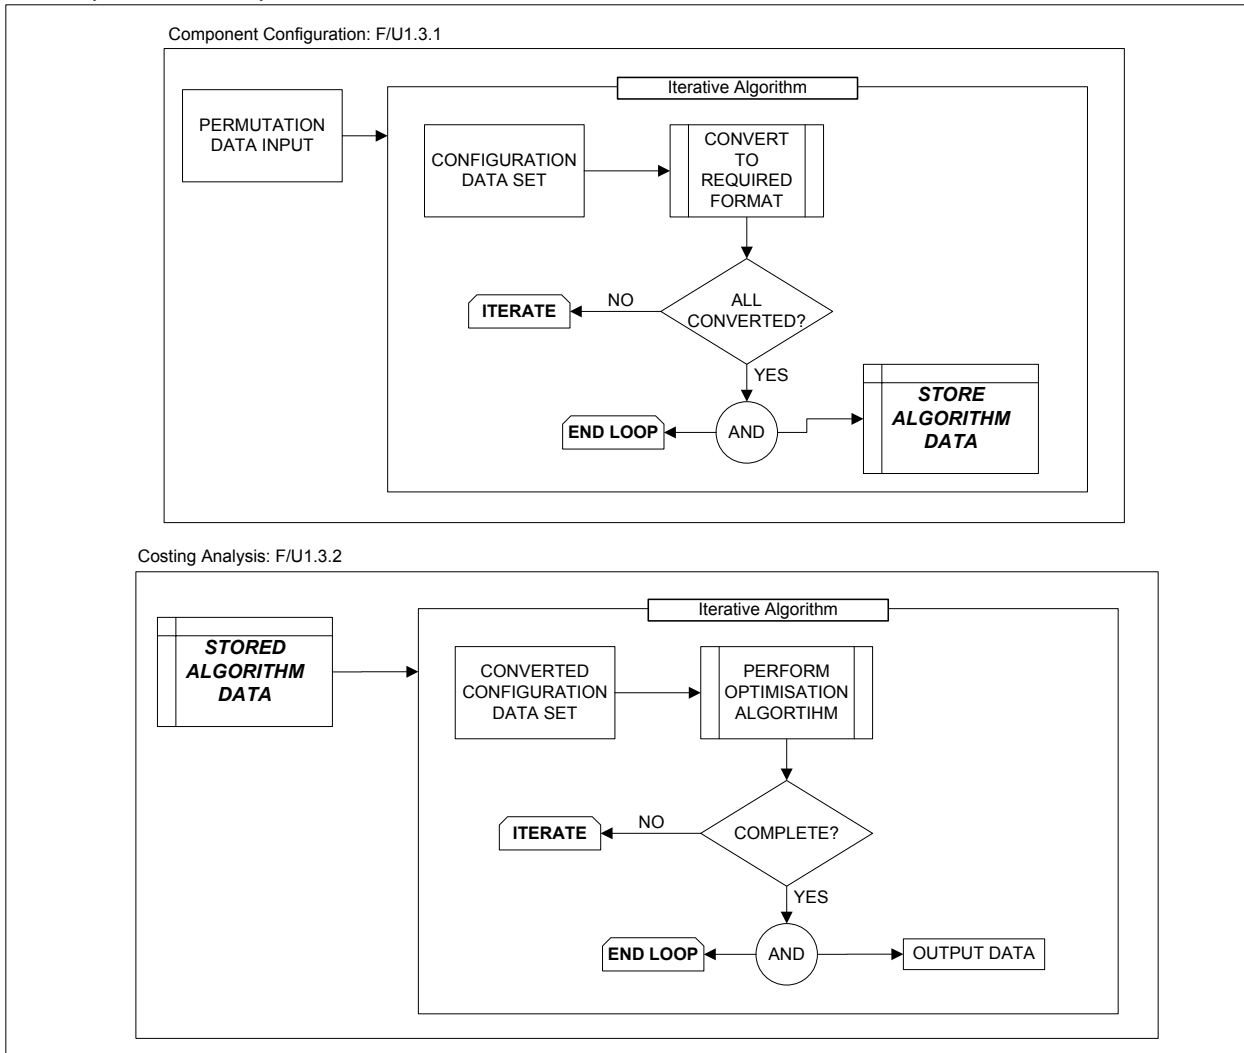 Component Configuration: F/U1.3.1
Iterative Algorithm
PERMUTATION
DATA INPUT
CONFIGURATION
DATA SET
CONVERT
TO
REQUIRED
FORMAT
ALL
CONVERTED?
NO
ITERATE
YES
AND
END LOOP
STORE
ALGORITHM
DATA
Costing Analysis: F/U1.3.2
Iterative Algorithm
STORED
ALGORITHM
DATA
CONVERTED
CONFIGURATION
DATA SET
PERFORM
OPTIMISATION
ALGORTIHM
COMPLETE?
NO
ITERATE
YES
AND
END LOOP
OUTPUT DATA